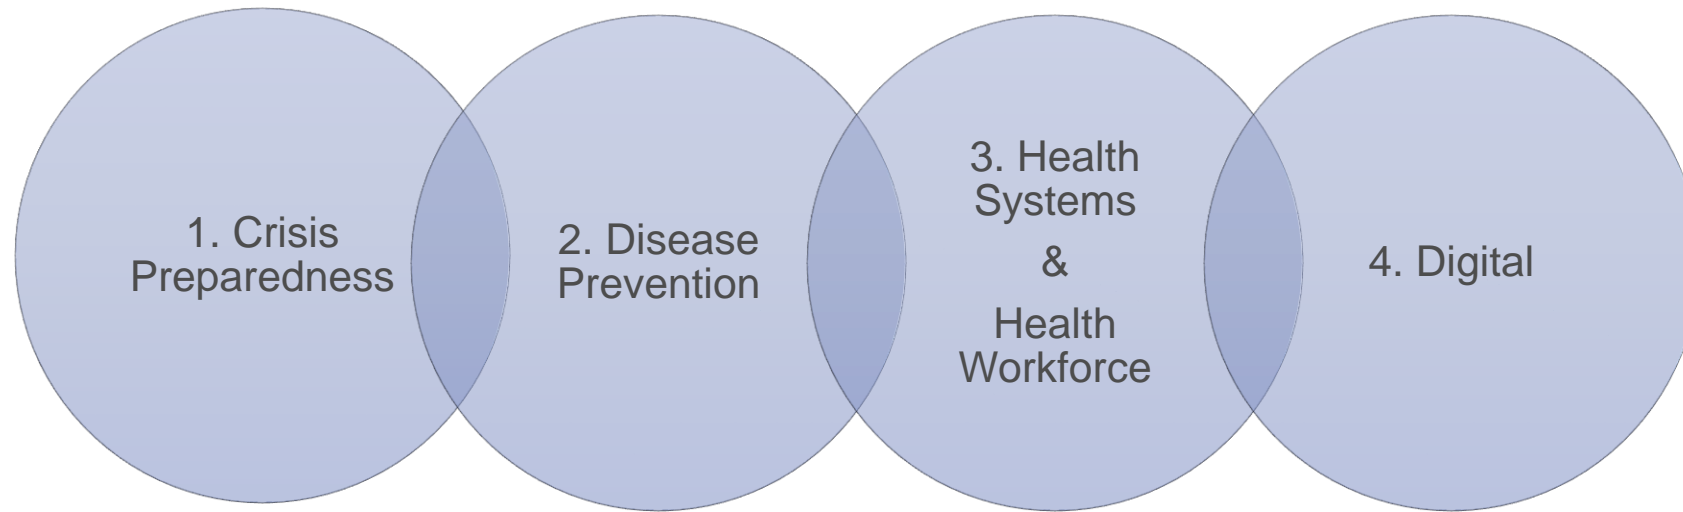 1. Crisis
Preparedness
2. Disease
Prevention
3. Health
Systems
&
Health
Workforce
4. Digital